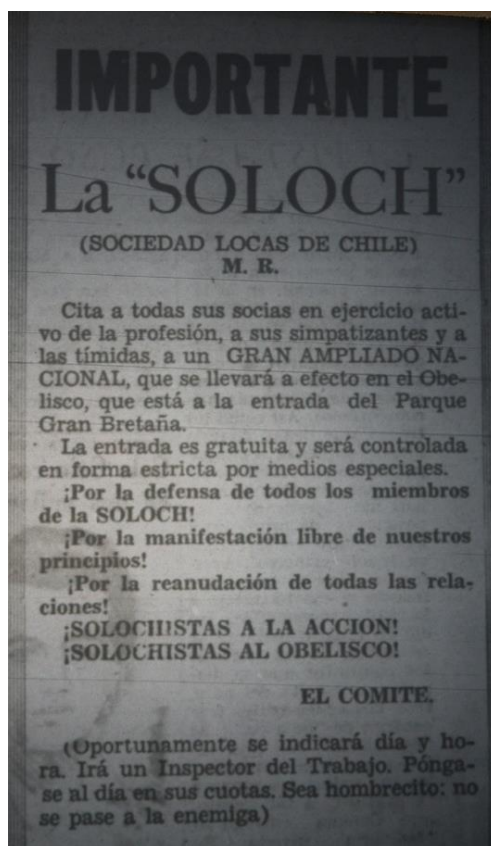 IMPORTANTE
La “SOLOCH”
(SOCIEDAD LOCAS DE CHILE)
M. R.
Cita a todas sus socias en ejercicio acti-
vo de la profesión, a sus simpatizantes y a
las tímidas, a un GRAN AMPLIADO NA-
CIONAL, que se llevará a efecto en el Obe-
lisco, que está a la entrada del Parque
Gran Bretaña.
La entrada es gratuita y será controlada
en forma estricta por medios especiales.
¡Por la defensa de todos los miembros
de la SOLOCH!
¡Por la manifestación libre de nuestros
principios!
¡Por la reanudación de todas las rela-
ciones!
¡SOLOCHISTAS A LA ACCION!
¡SOLOCHISTAS AL OBELISCO!
EL COMITE.
(Oportunamente se indicará día y ho-
ra. Irá un Inspector del Trabajo. Pónga-
se al día en sus cuotas. Sea hombrecito: no
se pase a la enemiga)